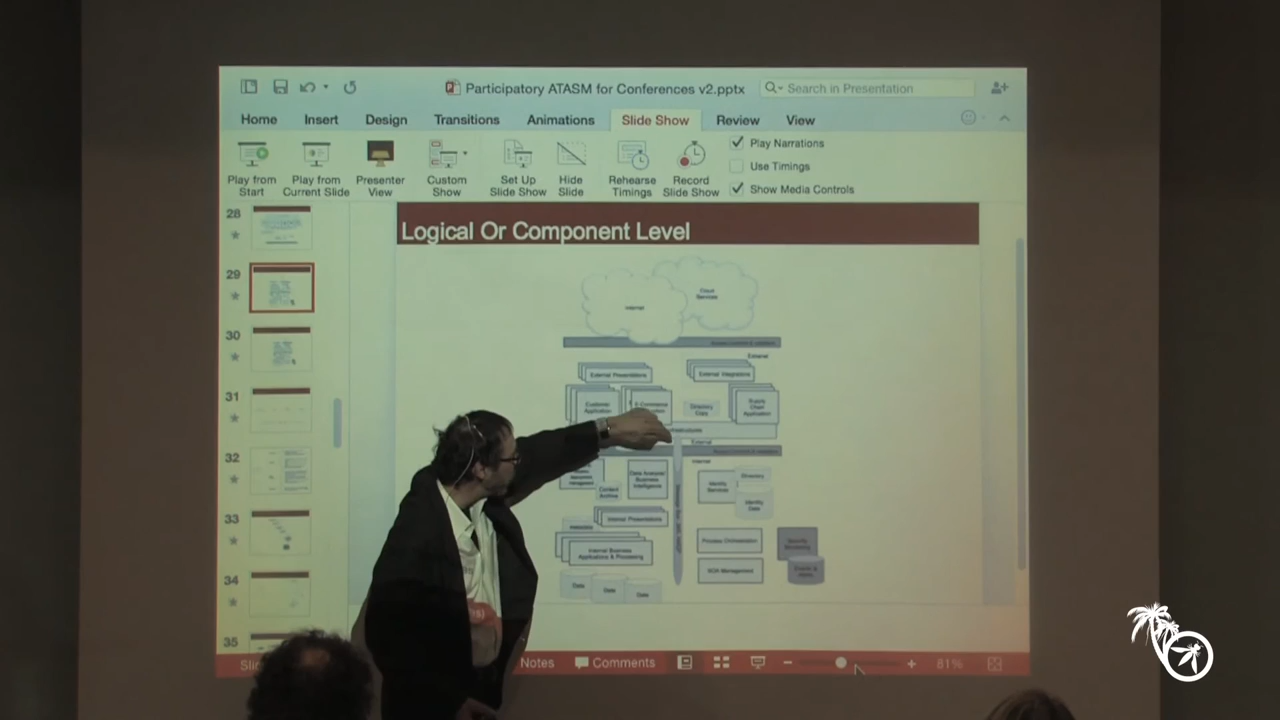 Participatory ATASM for Conferences v2.pptx
Search in Presentation
Home Insert Design Transitions Animations Slide Show Review View
Play from Start
Play from Current Slide
Presenter View
Custom Show
Set Up Slide Show
Hide Slide
Rehearse Timings
Record Slide Show
Play Narrations
Use Timings
Show Media Controls
28
29
30
31
32
33
34
35
Logical Or Component Level
Internet
Cloud Services
Extranet
External Presentations
External Integrations
Customer Application
E-Commerce
Directory Copy
Supply Chain Application
External
Internal
Content Archive
Data Analysis/ Business Intelligence
Identity Services
Directory
Identity Data
Internal Presentations
Internal Business Applications & Processing
Process Orchestration
SOA Management
Security Monitoring
Data
Data
Data
Notes
Comments
81%